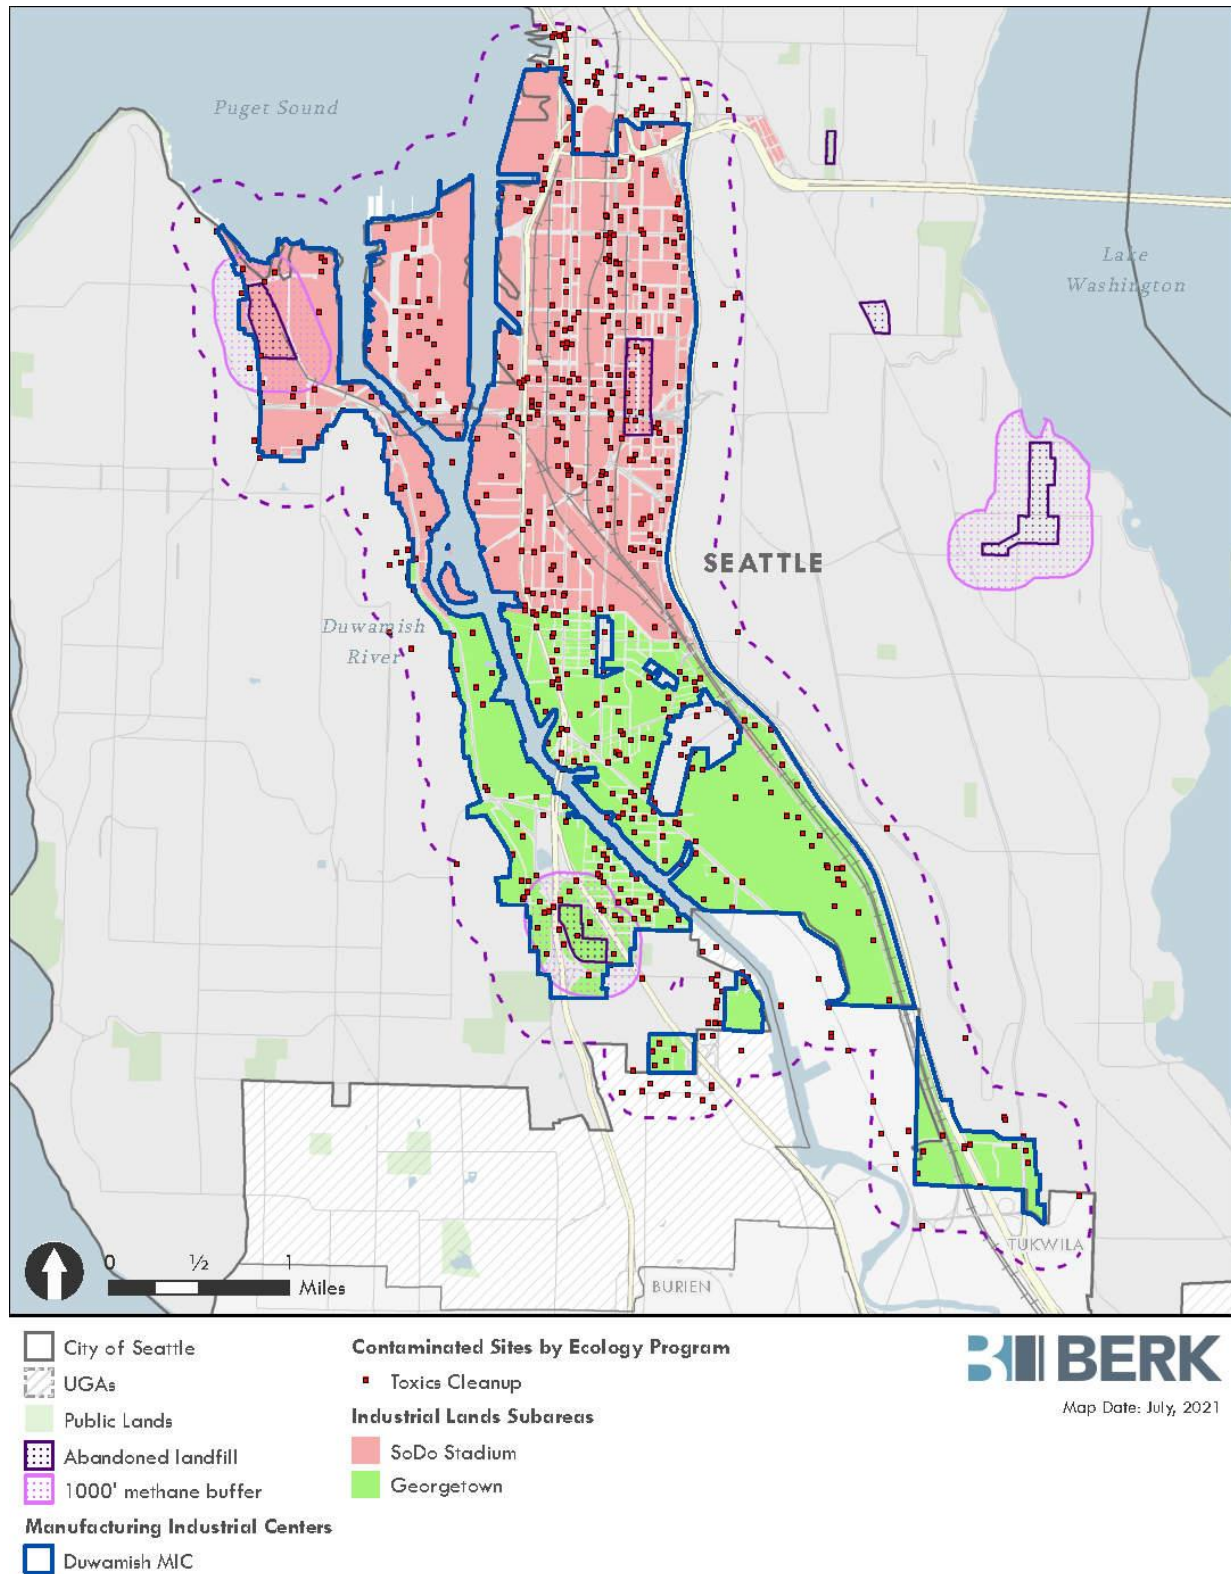 Puget Sound
Lake
Washington
SEATTLE
Duwamish
River
TUKWILA
BURIEN
0 ½ 1
Miles
City of Seattle
UGAs
Public Lands
Abandoned landfill
1000' methane buffer
Manufacturing Industrial Centers
Duwamish MIC
Contaminated Sites by Ecology Program
Toxics Cleanup
Industrial Lands Subareas
SoDo Stadium
Georgetown
BERK
Map Date: July, 2021